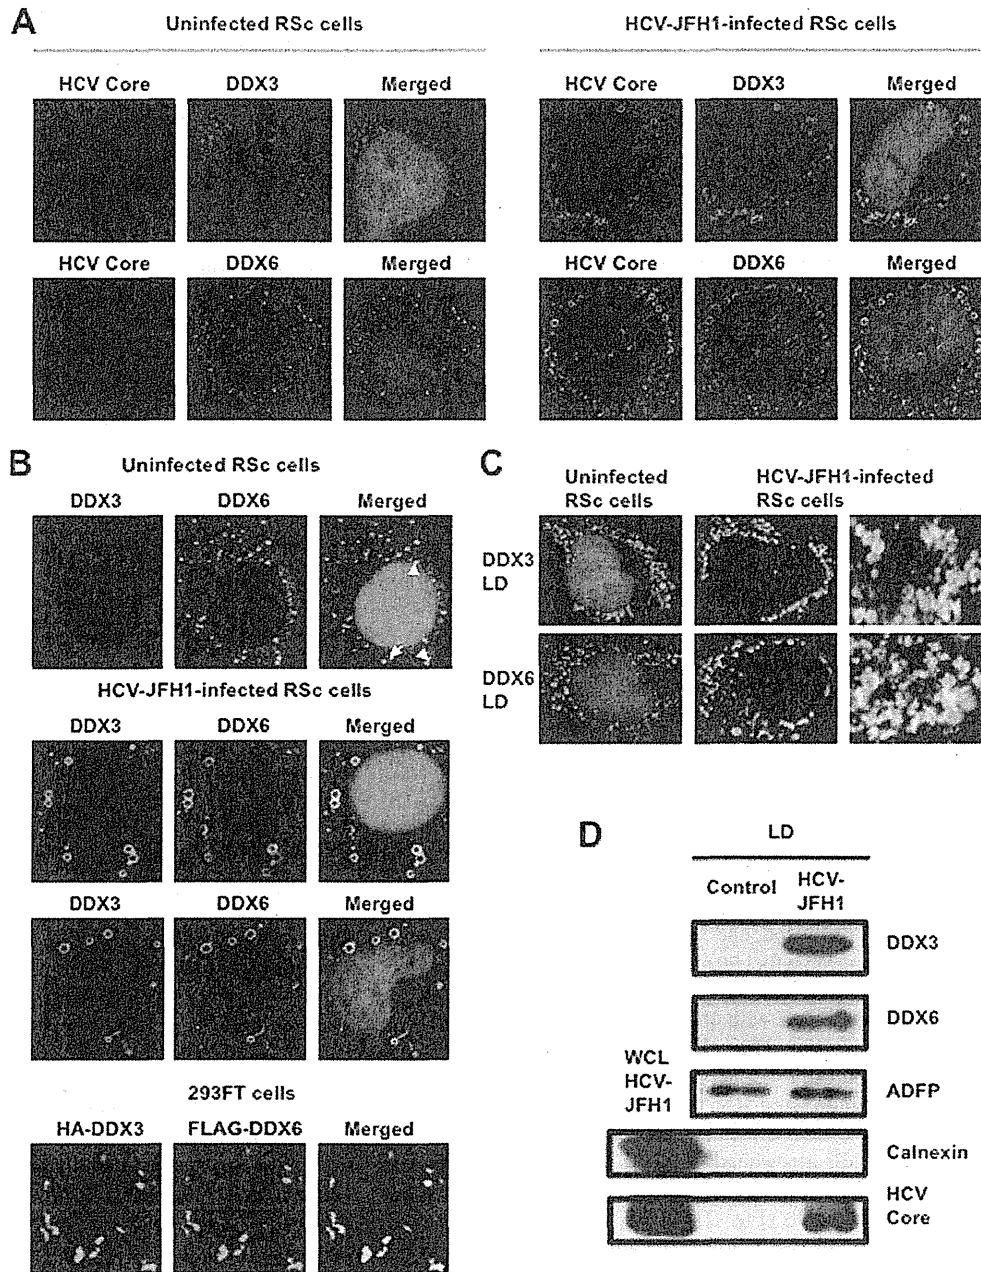 A
Uninfected RSc cells
HCV-JFH1-infected RSc cells
HCV Core DDX3 Merged
HCV Core DDX3 Merged
HCV Core DDX6 Merged
HCV Core DDX6 Merged
B
Uninfected RSc cells
DDX3 DDX6 Merged
HCV-JFH1-infected RSc cells
DDX3 DDX6 Merged
DDX3 DDX6 Merged
293FT cells
HA-DDX3 FLAG-DDX6 Merged
C
Uninfected
RSc cells
HCV-JFH1-infected
RSc cells
DDX3
LD
DDX6
LD
D
LD
Control
HCV-
JFH1
DDX3
DDX6
WCL
HCV-
JFH1
ADFP
Calnexin
HCV
Core